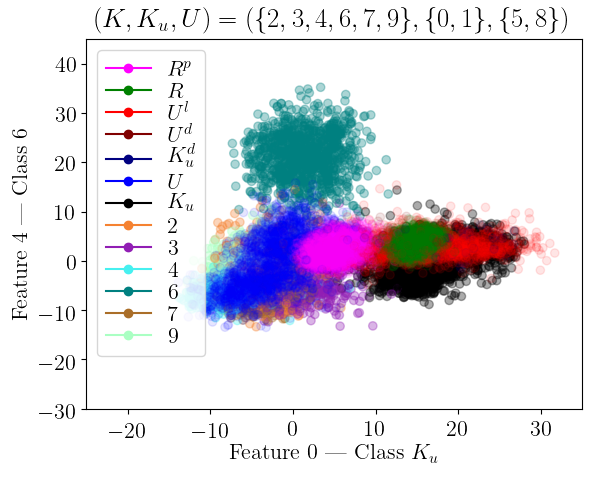 (K, K_u, U) = ({2, 3, 4, 6, 7, 9}, {0, 1}, {5, 8})
Feature 4 — Class 6
40
30
20
10
0
−10
−20
−30
R^p
R
U^l
U^d
K_u^d
U
K_u
2
3
4
6
7
9
−20 −10 0 10 20 30
Feature 0 — Class K_u